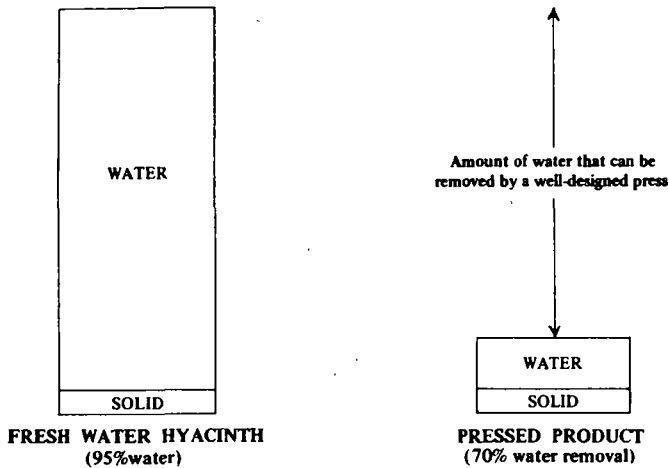 WATER
SOLID
FRESH WATER HYACINTH
(95%water)
Amount of water that can be
removed by a well-designed press
WATER
SOLID
PRESSED PRODUCT
(70% water removal)